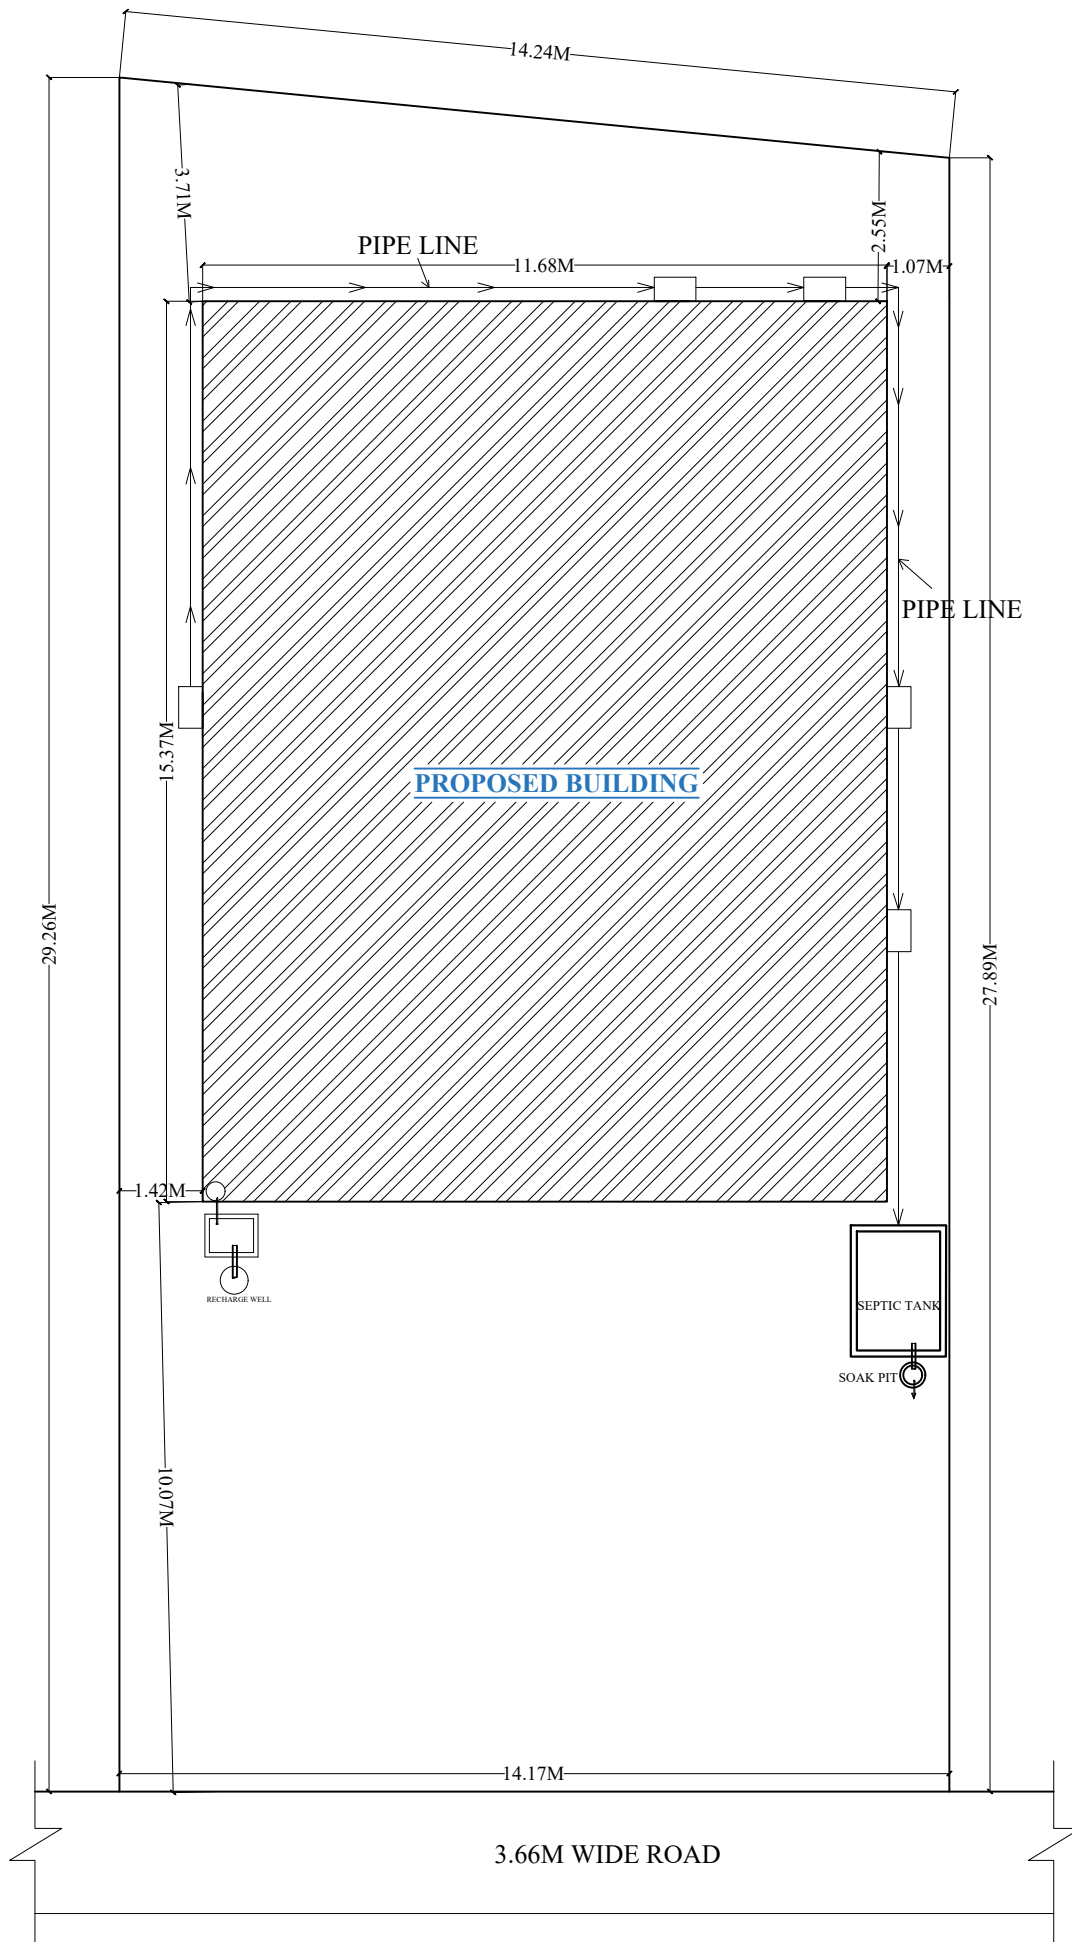 14.24M
3.71M
2.55M
PIPE LINE
11.68M
1.07M
PIPE LINE
15.37M
PROPOSED BUILDING
29.26M
27.89M
1.42M
RECHARGE WELL
SEPTIC TANK
SOAK PIT
10.07M
14.17M
3.66M WIDE ROAD